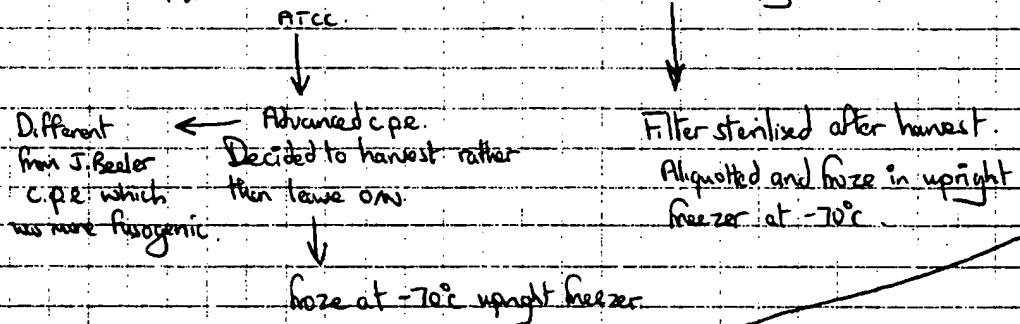 ATCC.
Different
from J. Beeler
c.p.e which
was more fusogenic.
Advanced c.p.e.
Decided to harvest rather
then leave o/n.
froze at -70°c upright freezer.
Filter sterilised after harvest.
Aliquotted and froze in upright
freezer at -70°c.